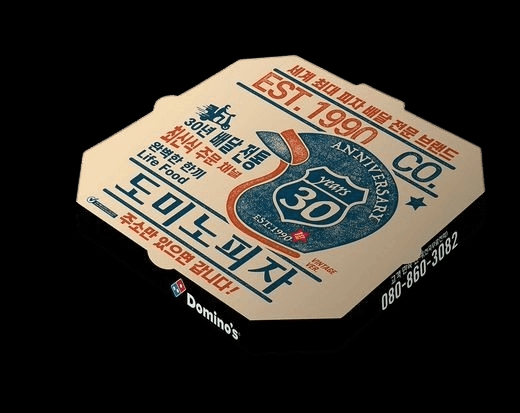 세계 최대 피자 배달 전문 브랜드
EST. 1990
CO.
30년 배달 전통
최신식 주문 채널
완벽한 한끼
Life Food
ANNIVERSARY
years
30
EST.1990
VINTAGE
VER.
도미노피자
주소만 있으면 갑니다!
Domino's
080-860-3082